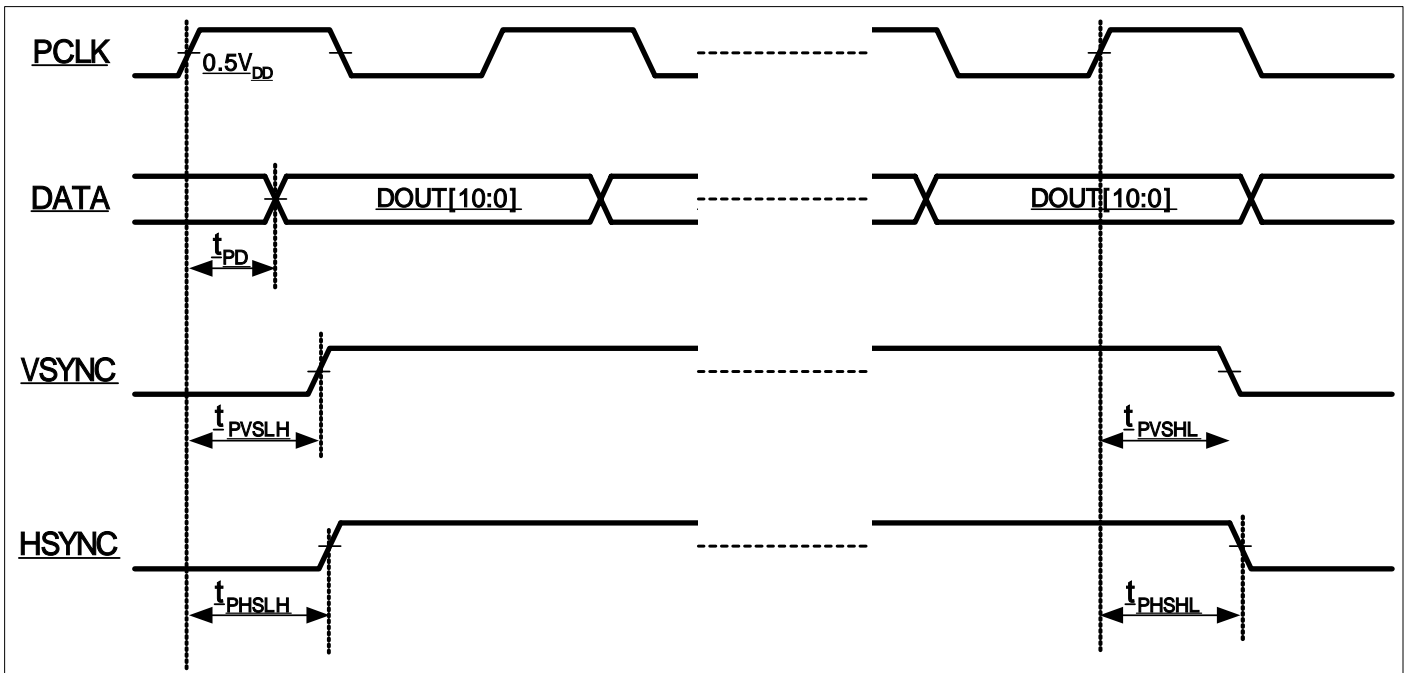 PCLK
0.5VDD
DATA
DOUT[10:0]
DOUT[10:0]
tPD
VSYNC
tPVSLH
tPVSHL
HSYNC
tPHSLH
tPHSHL